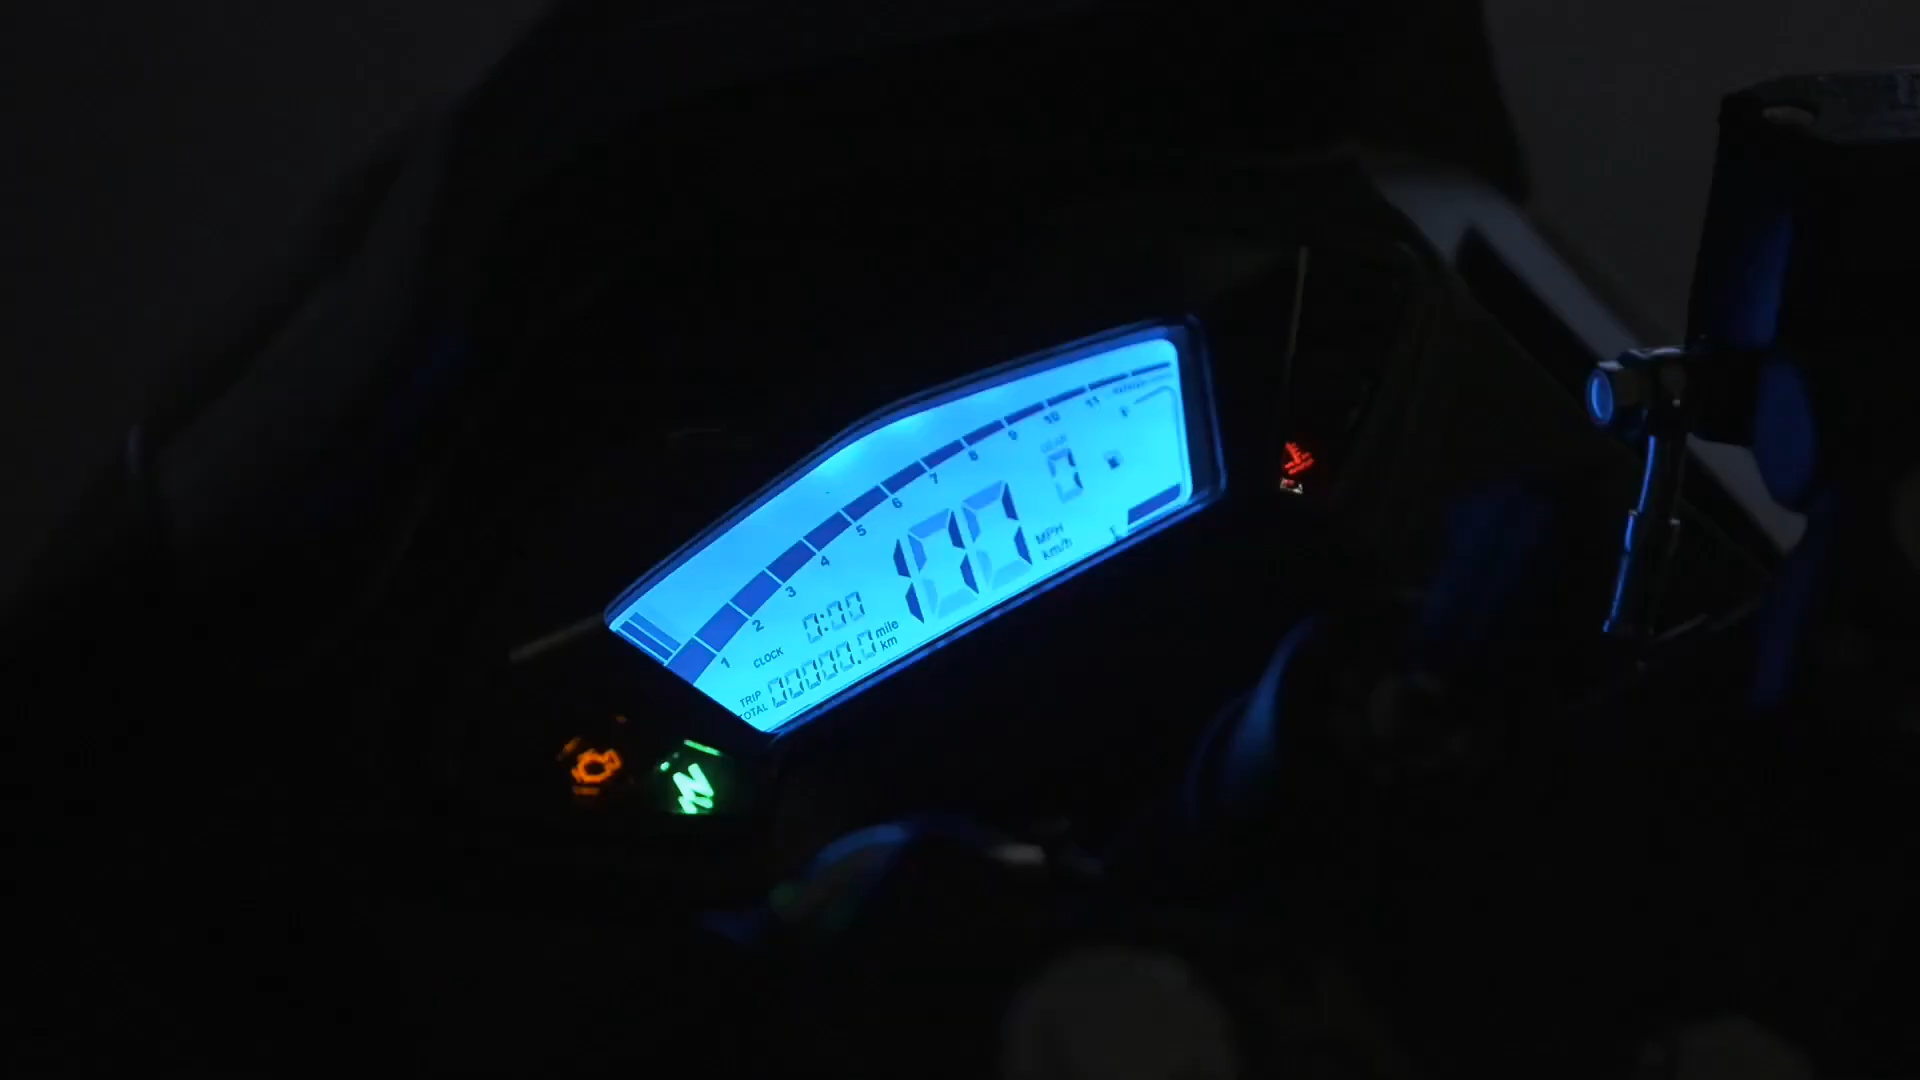 1 2 3 4 5 6 7 8 9 10 11
GEAR
0
100
MPH
km/h
CLOCK 0:00
TRIP
TOTAL
00000.0
mile
km
N